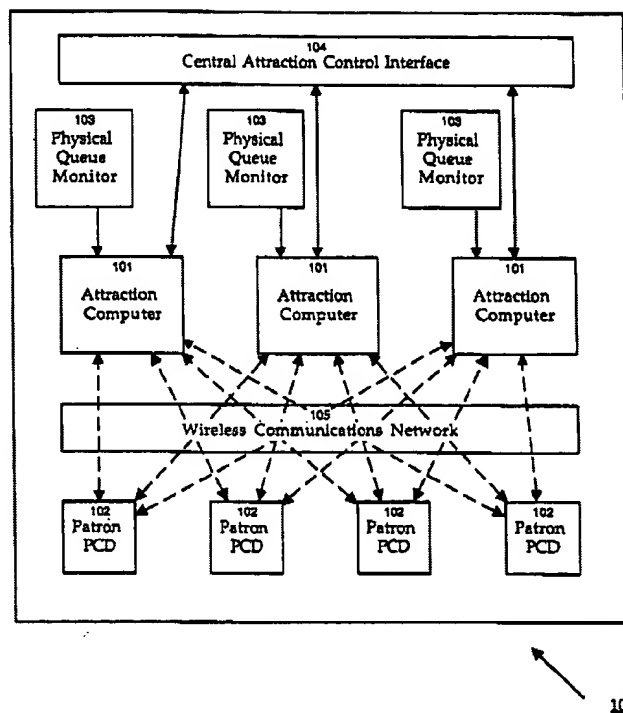 104
Central Attraction Control Interface
103
Physical
Queue
Monitor
103
Physical
Queue
Monitor
103
Physical
Queue
Monitor
101
Attraction
Computer
101
Attraction
Computer
101
Attraction
Computer
105
Wireless Communications Network
102
Patron
PCD
102
Patron
PCD
102
Patron
PCD
102
Patron
PCD